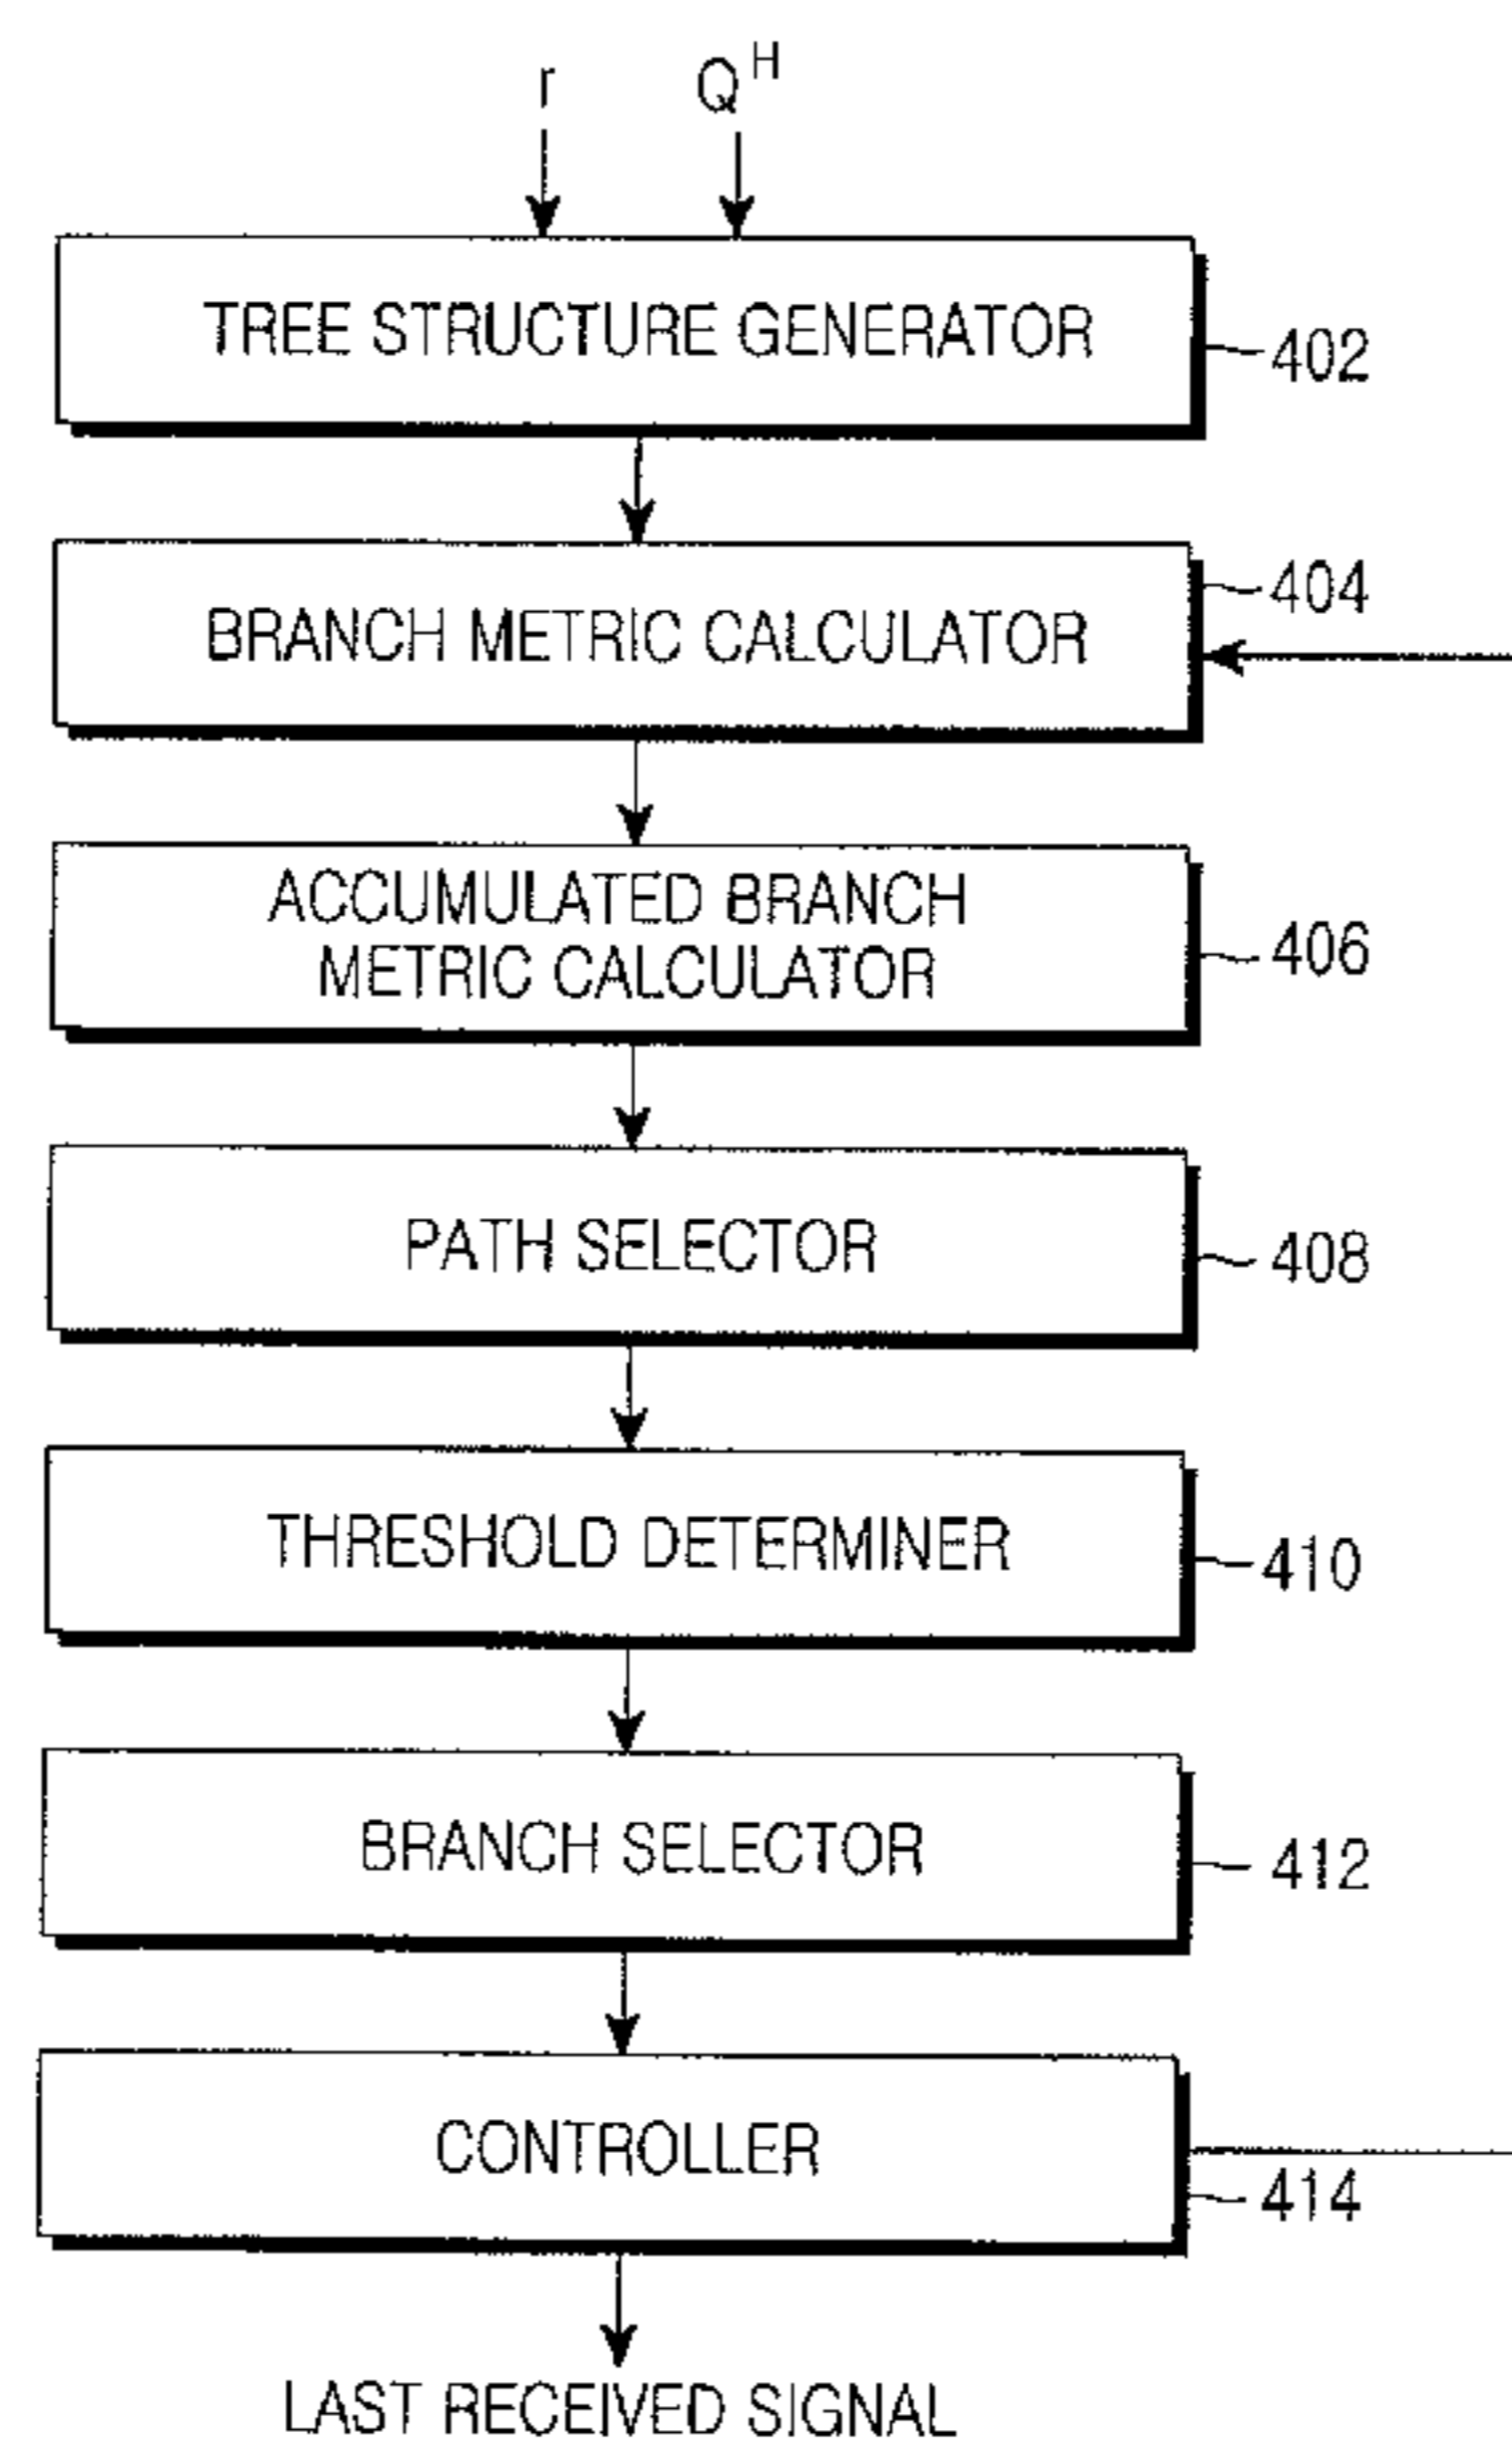 r Q^H
TREE STRUCTURE GENERATOR
402
BRANCH METRIC CALCULATOR
404
ACCUMULATED BRANCH
METRIC CALCULATOR
406
PATH SELECTOR
408
THRESHOLD DETERMINER
410
BRANCH SELECTOR
412
CONTROLLER
414
LAST RECEIVED SIGNAL